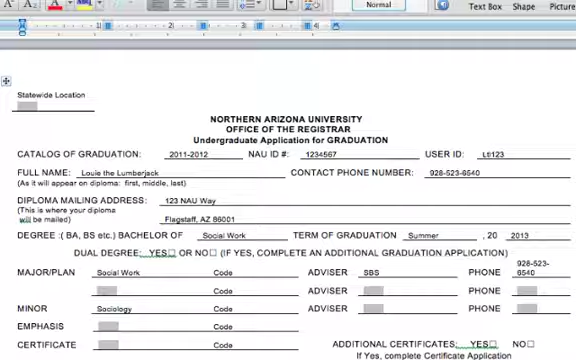 Normal
Text Box Shape Picture
Statewide Location
NORTHERN ARIZONA UNIVERSITY
OFFICE OF THE REGISTRAR
Undergraduate Application for GRADUATION
CATALOG OF GRADUATION: 2011-2012 NAU ID #: 1234567 USER ID: Ltl123
FULL NAME: Louie the Lumberjack CONTACT PHONE NUMBER: 928-523-6540
(As it will appear on diploma: first, middle, last)
DIPLOMA MAILING ADDRESS: 123 NAU Way
(This is where your diploma
will be mailed) Flagstaff, AZ 86001
DEGREE :( BA, BS etc.) BACHELOR OF Social Work TERM OF GRADUATION Summer , 20 2013
DUAL DEGREE: YES☐ OR NO☐ (IF YES, COMPLETE AN ADDITIONAL GRADUATION APPLICATION)
928-523-
MAJOR/PLAN Social Work Code ADVISER SBS PHONE 6540
Code ADVISER PHONE
MINOR Sociology Code ADVISER PHONE
EMPHASIS Code
CERTIFICATE Code ADDITIONAL CERTIFICATES: YES☐ NO☐
If Yes, complete Certificate Application